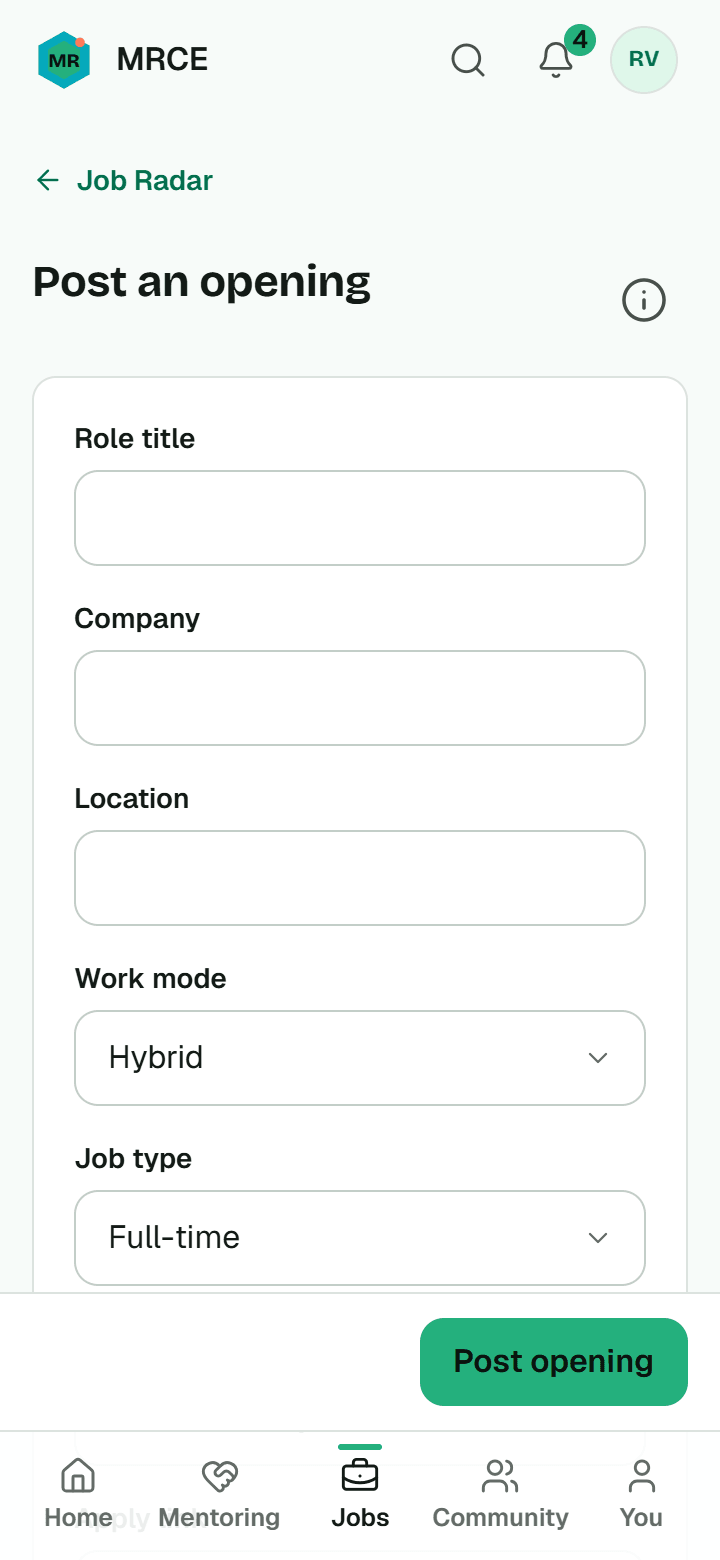 MR
MRCE
4
RV
Job Radar
Post an opening
Role title
Company
Location
Work mode
Hybrid
Job type
Full-time
Post opening
Home
Mentoring
Jobs
Community
You
Apply